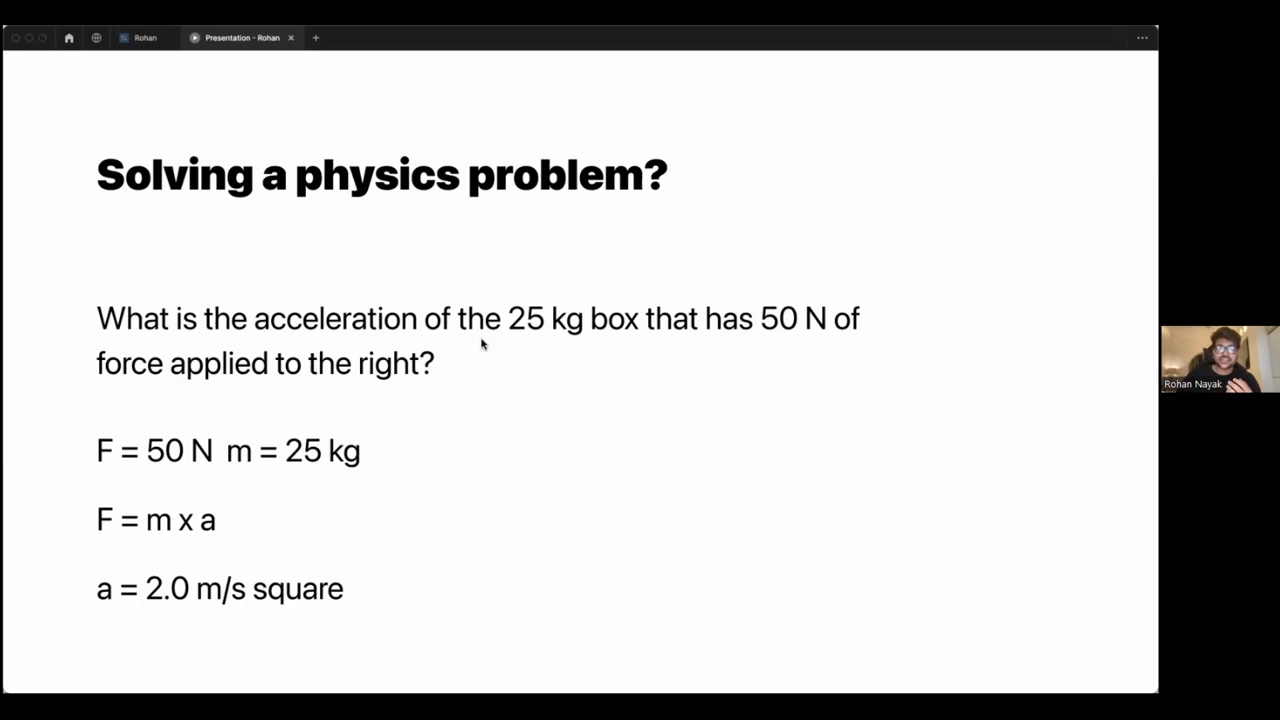 Rohan
Presentation - Rohan
Solving a physics problem?
What is the acceleration of the 25 kg box that has 50 N of
force applied to the right?
F = 50 N m = 25 kg
F = m x a
a = 2.0 m/s square
Rohan Nayak